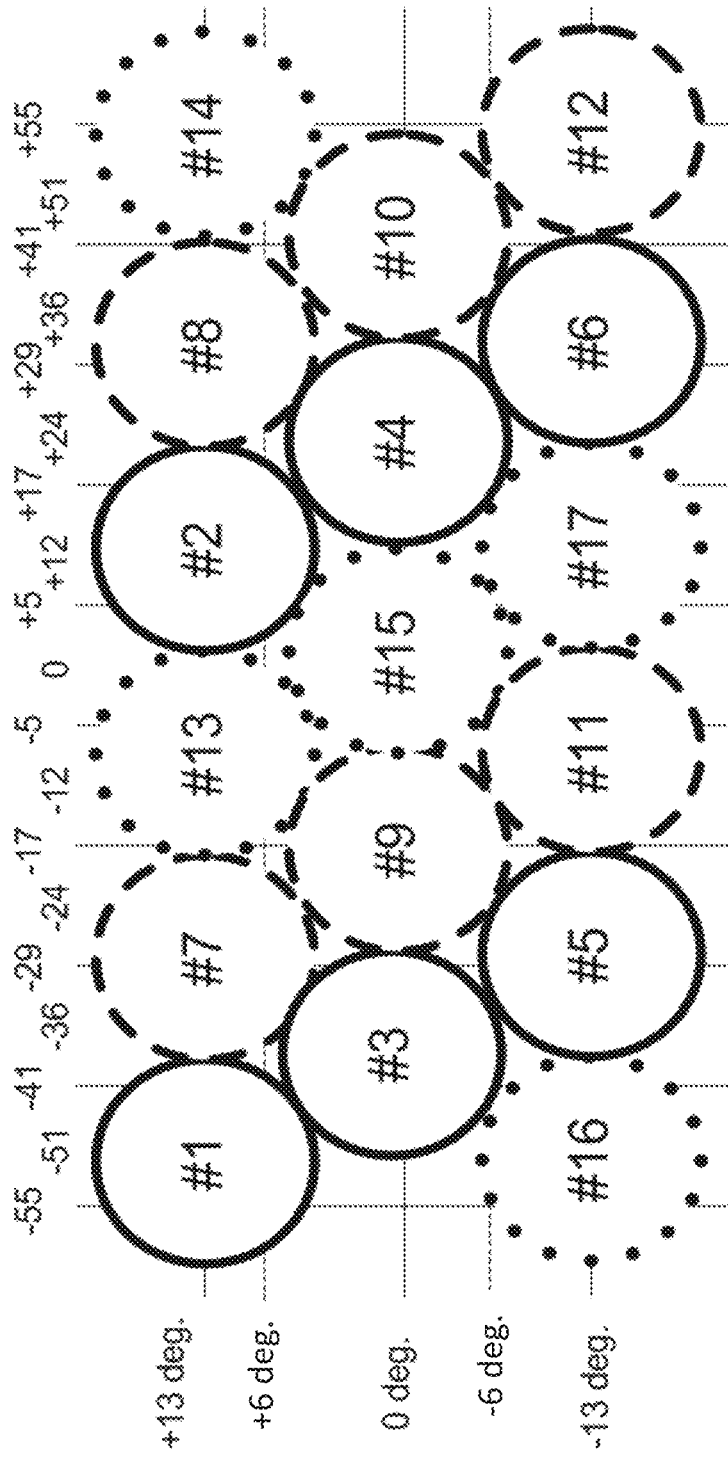 -55 -41 -29 -17 -5 +5 +17 +29 +41 +55
-51 -36 -24 -12 0 +12 +24 +36 +51
+13 deg. #1 #7 #13 #2 #8 #14
+6 deg.
0 deg. #3 #9 #15 #4 #10
-6 deg.
-13 deg. #16 #5 #11 #17 #6 #12